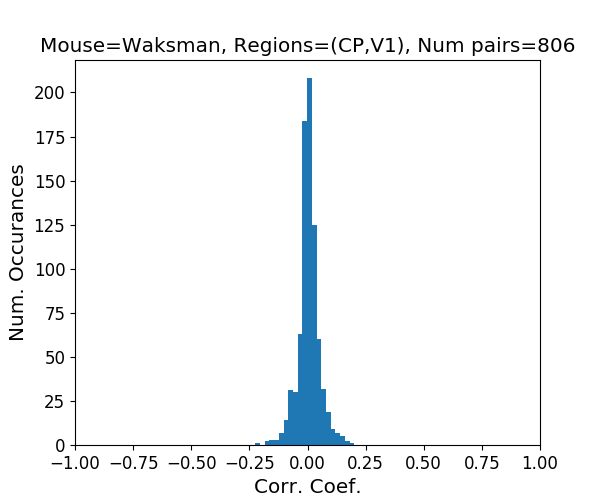 Mouse=Waksman, Regions=(CP,V1), Num pairs=806
Num. Occurances
200
175
150
125
100
75
50
25
0
−1.00 −0.75 −0.50 −0.25 0.00 0.25 0.50 0.75 1.00
Corr. Coef.